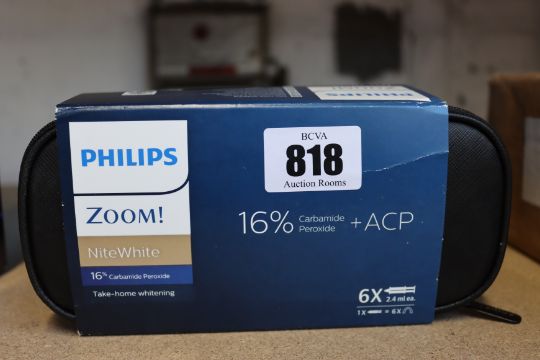 PHILIPS
PHILIPS
ZOOM!
NiteWhite
16% Carbamide Peroxide
Take-home whitening
BCVA
818
Auction Rooms
16% Carbamide
Peroxide + ACP
6X 2.4 ml ea.
1X = 6X